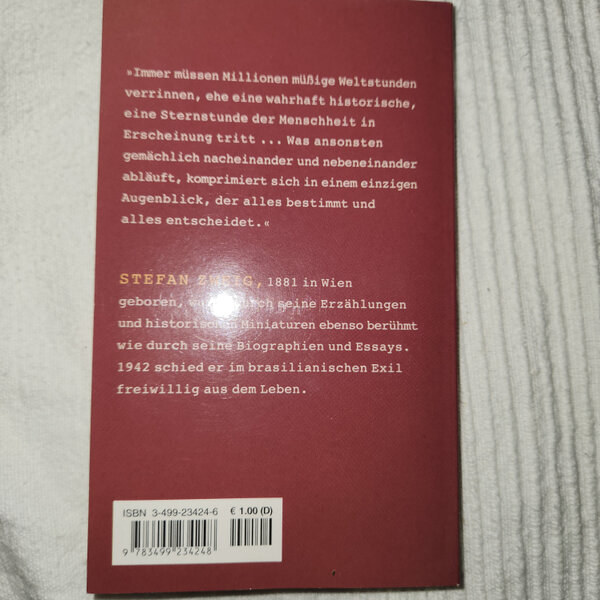 »Immer müssen Millionen müßige Weltstunden
verrinnen, ehe eine wahrhaft historische,
eine Sternstunde der Menschheit in
Erscheinung tritt ... Was ansonsten
gemächlich nacheinander und nebeneinander
abläuft, komprimiert sich in einem einzigen
Augenblick, der alles bestimmt und
alles entscheidet.«
STEFAN ZWEIG, 1881 in Wien
geboren, durch seine Erzählungen
und historischen Miniaturen ebenso berühmt
wie durch seine Biographien und Essays.
1942 schied er im brasilianischen Exil
freiwillig aus dem Leben.
ISBN 3-499-23424-6 € 1.00 (D)
9 783499 234248